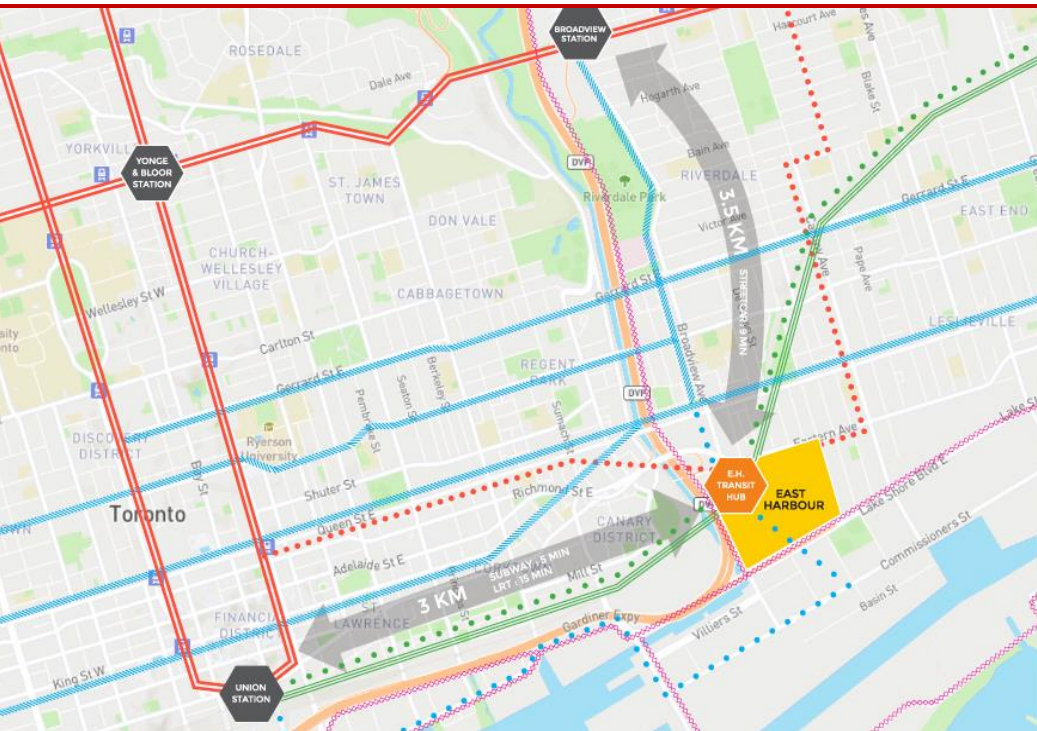 BROADVIEW
STATION
Harcourt Ave
Blake St
ROSEDALE
Dale Ave
Hogarth Ave
YORKVILL
YONGE
& BLOOR
STATION
DVP
Bain Ave
RIVERDALE
ST. JAMES
TOWN
Riverdale Park
3.5KM
Gerrard St E
EAST END
DON VALE
Victor Ave
CHURCH-
WELLESLEY
VILLAGE
Pape Ave
Wellesley St W
CABBAGETOWN
Gerrard St E
Carlton St
LESLIEVILLE
Broadview Ave
Gerrard St E
Berkeley St
Seaton St
Pembroke St
REGENT
PARK
DVP
Sumach St
DISCOVERY
DISTRICT
Ryerson
University
Bay St
Eastern Ave
Shuter St
E.H.
TRANSIT
HUB
EAST
HARBOUR
Lake Shore Blvd E
Richmond St E
Toronto
Queen St E
CANARY
DISTRICT
Commissioners St
Adelaide St E
SUBWAY : 5 MIN
LRT : 15 MIN
Mill St
3 KM
Basin St
FINANCIAL
DISTRICT
ST.
LAWRENCE
Gardiner Expy
Villiers St
King St W
UNION
STATION